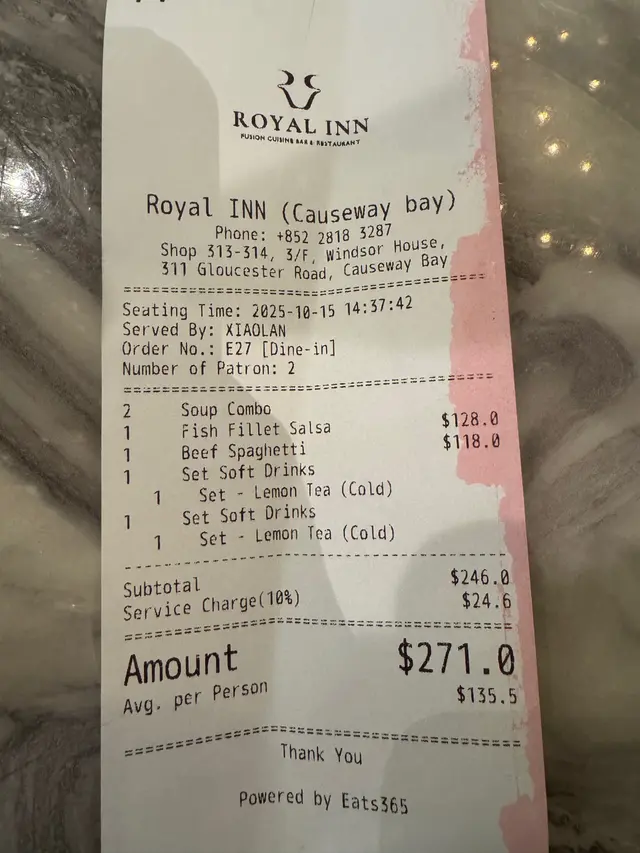 ROYAL INN
FUSION CUISINE BAR & RESTAURANT
Royal INN (Causeway bay)
Phone: +852 2818 3287
Shop 313-314, 3/F, Windsor House,
311 Gloucester Road, Causeway Bay
================================================
Seating Time: 2025-10-15 14:37:42
Served By: XIAOLAN
Order No.: E27 [Dine-in]
Number of Patron: 2
================================================
2 Soup Combo
1 Fish Fillet Salsa $128.0
1 Beef Spaghetti $118.0
1 Set Soft Drinks
1 Set - Lemon Tea (Cold)
1 Set Soft Drinks
1 Set - Lemon Tea (Cold)
------------------------------------------------
Subtotal $246.0
Service Charge(10%) $24.6
================================================
Amount $271.0
Avg. per Person $135.5
================================================
Thank You
Powered by Eats365